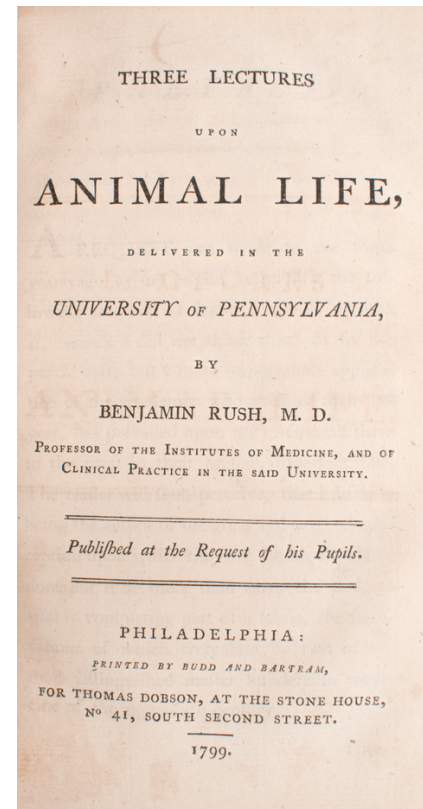 THREE LECTURES
UPON
ANIMAL LIFE,
DELIVERED IN THE
UNIVERSITY OF PENNSYLVANIA,
BY
BENJAMIN RUSH, M. D.
PROFESSOR OF THE INSTITUTES OF MEDICINE, AND OF
CLINICAL PRACTICE IN THE SAID UNIVERSITY.
Publiſhed at the Request of his Pupils.
PHILADELPHIA:
PRINTED BY BUDD AND BARTRAM,
FOR THOMAS DOBSON, AT THE STONE HOUSE,
No 41, SOUTH SECOND STREET.
1799.